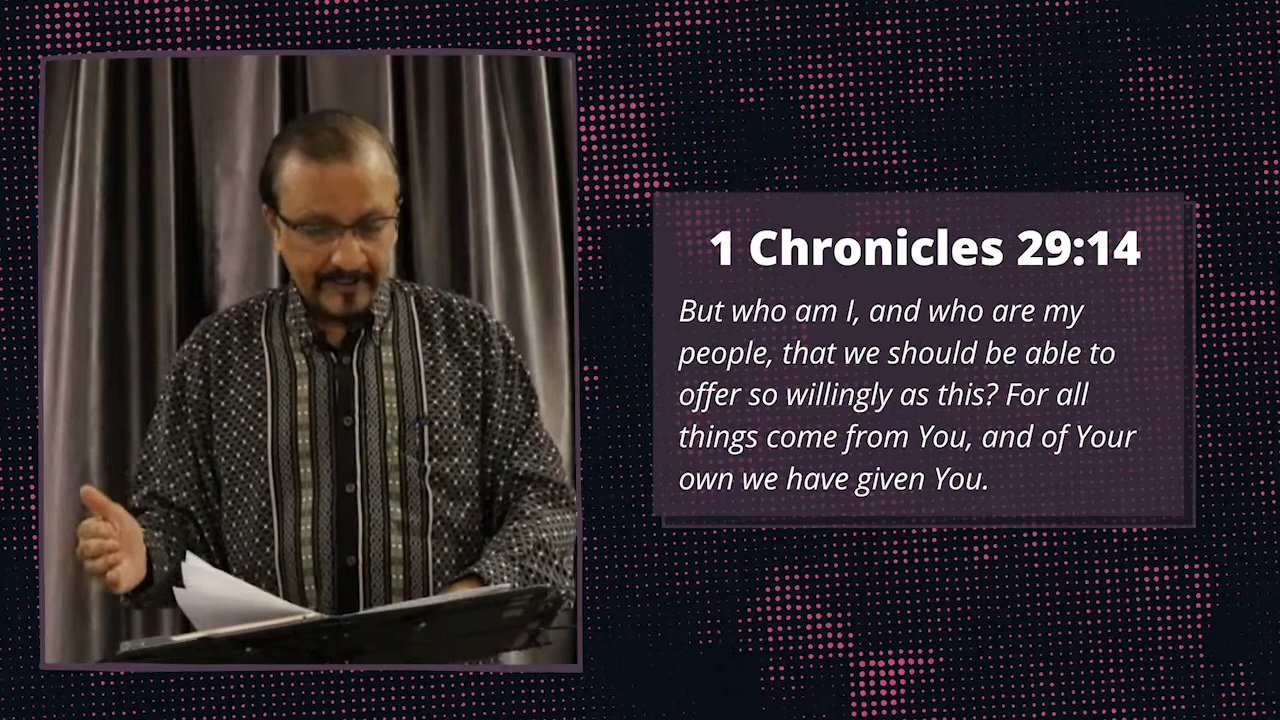 1 Chronicles 29:14
But who am I, and who are my
people, that we should be able to
offer so willingly as this? For all
things come from You, and of Your
own we have given You.